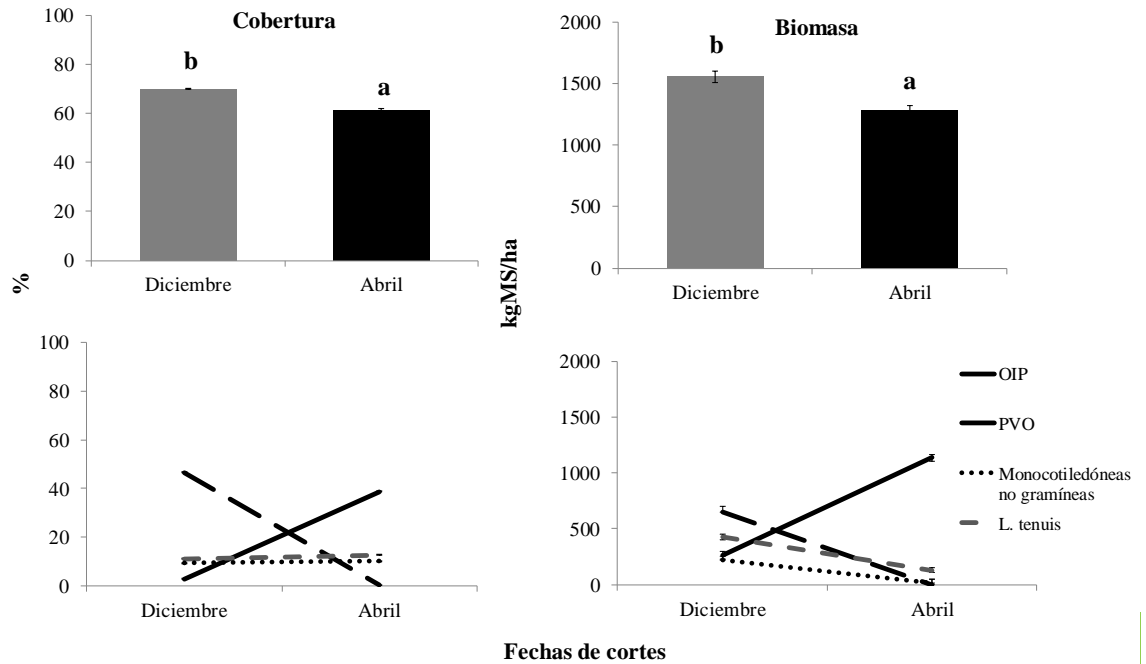 Cobertura
100
80
60
40
20
0
b
a
Diciembre
Abril
%
Biomasa
2000
1500
1000
500
0
b
a
Diciembre
Abril
kgMS/ha
100
80
60
40
20
0
Diciembre
Abril
2000
1500
1000
500
0
Diciembre
Abril
OIP
PVO
Monocotiledóneas
no gramíneas
L. tenuis
Fechas de cortes